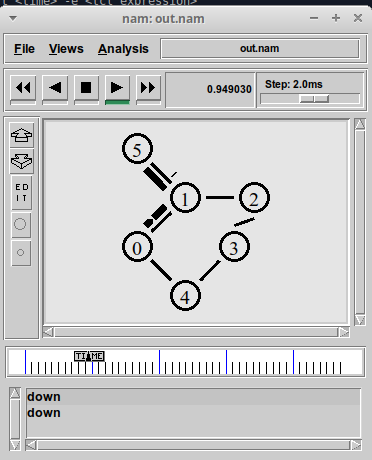 t <time> -e <tcl expression>
nam: out.nam
File Views Analysis out.nam
0.949030 Step: 2.0ms
5
1 2
ED
IT
0 3
4
TIME
down
down